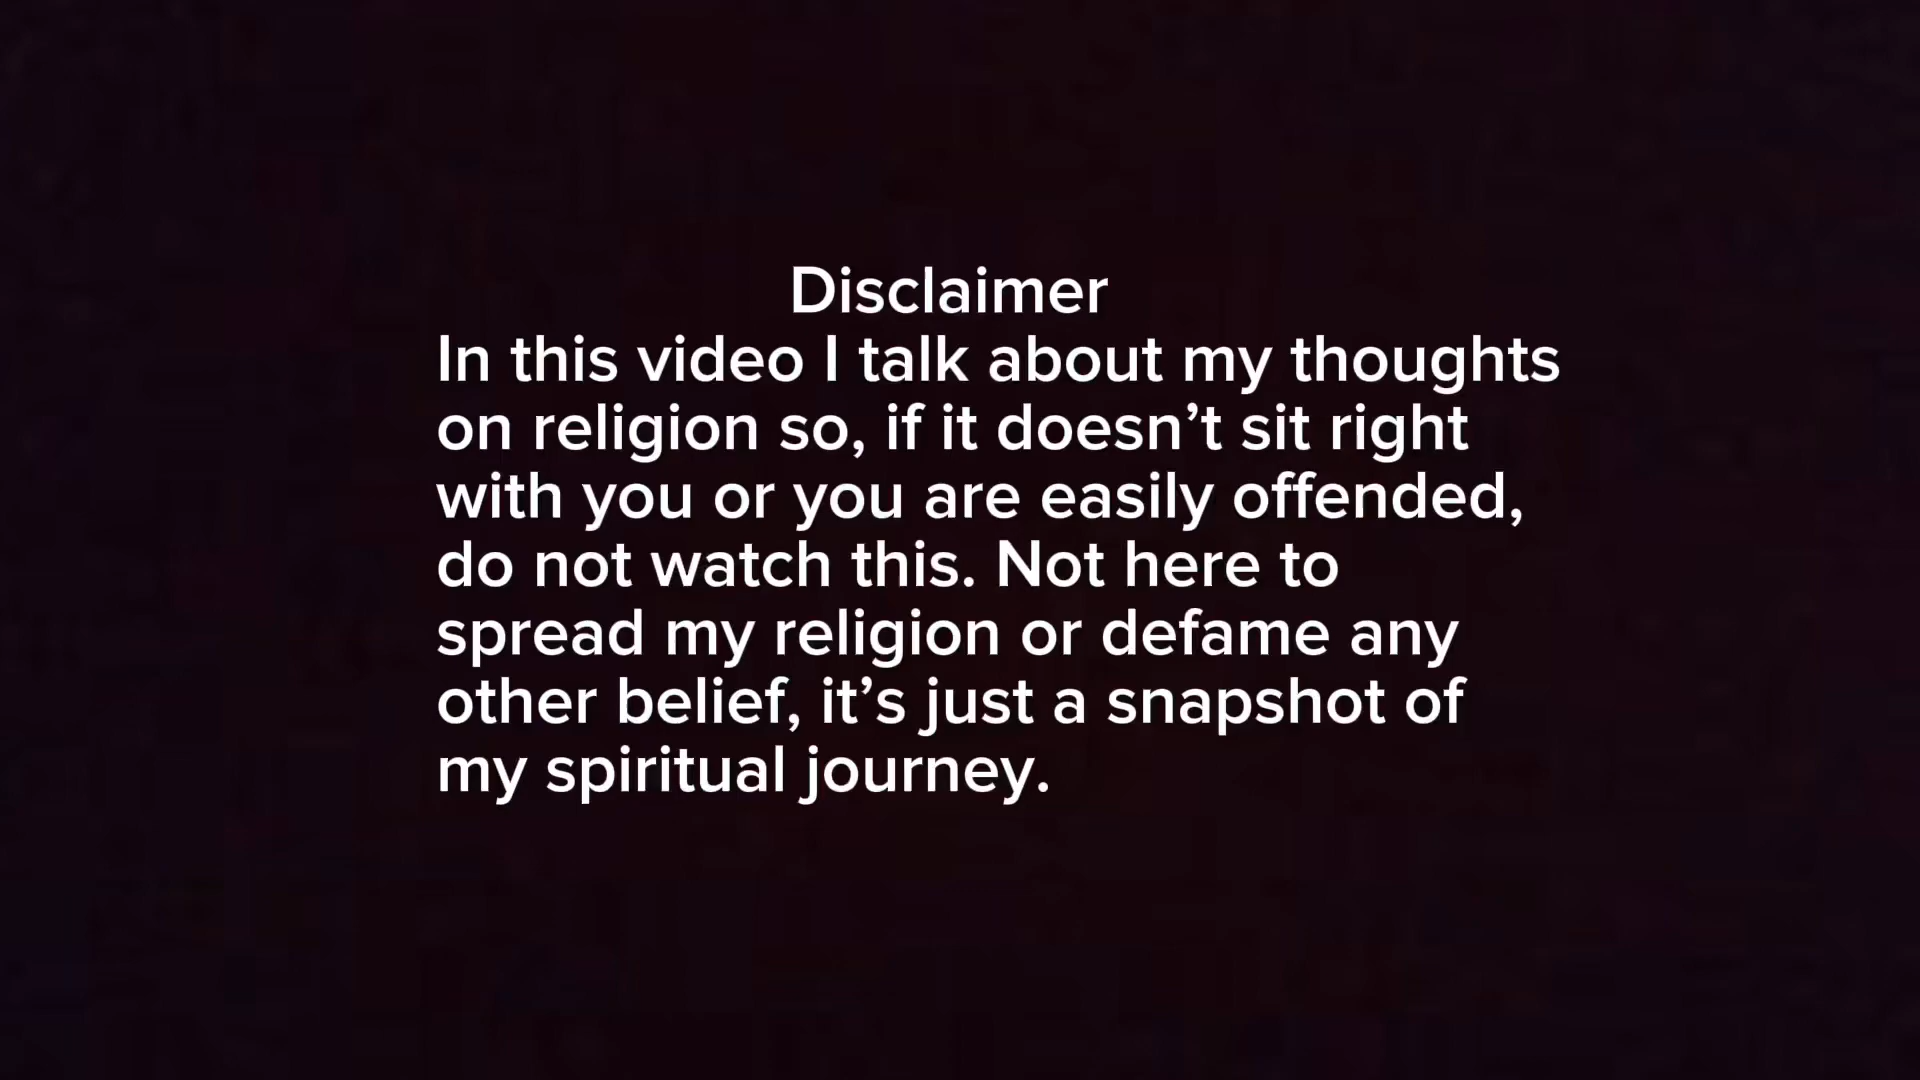 Disclaimer
In this video I talk about my thoughts
on religion so, if it doesn’t sit right
with you or you are easily offended,
do not watch this. Not here to
spread my religion or defame any
other belief, it’s just a snapshot of
my spiritual journey.